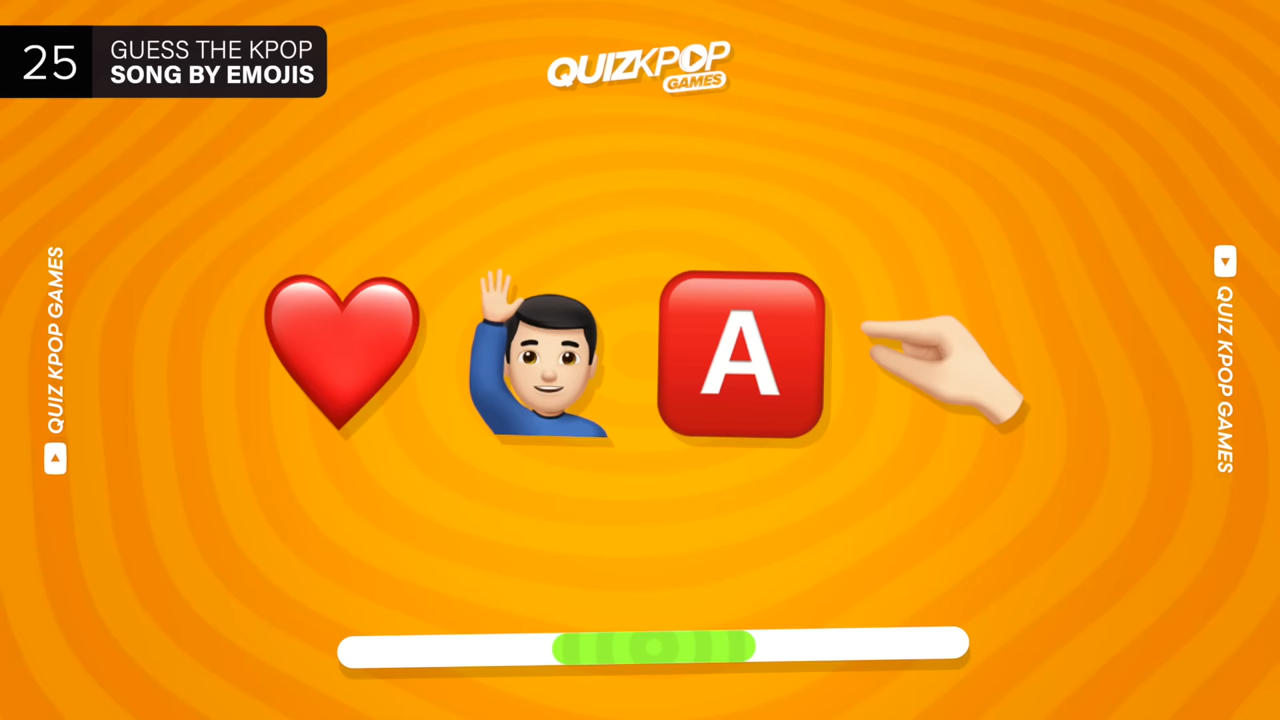 25
GUESS THE KPOP
SONG BY EMOJIS
QUIZKPOP
GAMES
QUIZ KPOP GAMES
A
QUIZ KPOP GAMES